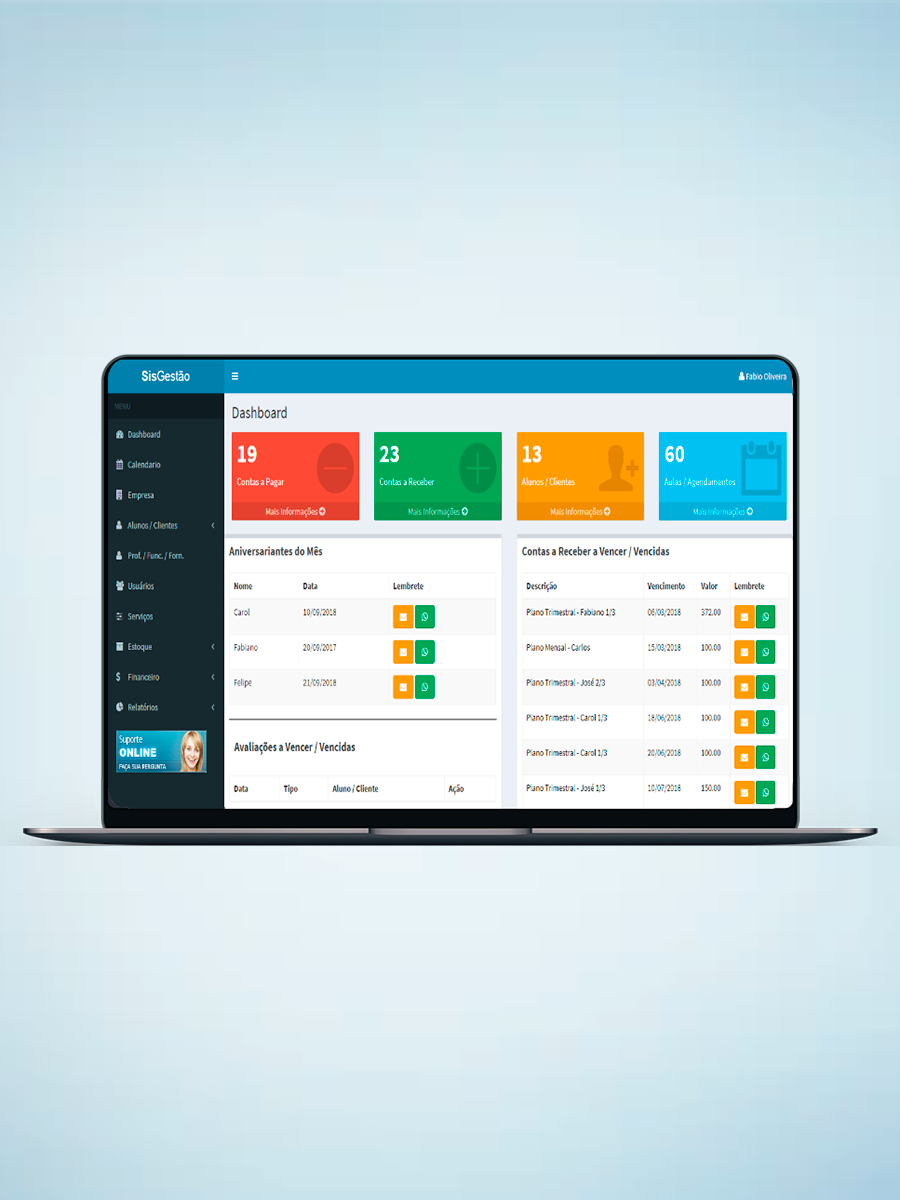 SisGestão
Fabio Oliveira
MENU
Dashboard
Calendario
Empresa
Alunos / Clientes
Prof. / Func. / Forn.
Usuários
Serviços
Estoque
Financeiro
Relatórios
Suporte
ONLINE
FAÇA SUA PERGUNTA
Dashboard
19
Contas a Pagar
Mais Informações
23
Contas a Receber
Mais Informações
13
Alunos / Clientes
Mais Informações
60
Aulas / Agendamentos
Mais Informações
Aniversariantes do Mês
Nome Data Lembrete
Carol 10/09/2018
Fabiano 20/09/2017
Felipe 21/09/2018
Avaliações a Vencer / Vencidas
Data Tipo Aluno / Cliente Ação
Contas a Receber a Vencer / Vencidas
Descrição Vencimento Valor Lembrete
Plano Trimestral - Fabiano 1/3 06/03/2018 372.00
Plano Mensal - Carlos 15/03/2018 100.00
Plano Trimestral - José 2/3 03/04/2018 100.00
Plano Trimestral - Carol 1/3 18/06/2018 100.00
Plano Trimestral - Carol 1/3 20/06/2018 100.00
Plano Trimestral - José 1/3 10/07/2018 150.00